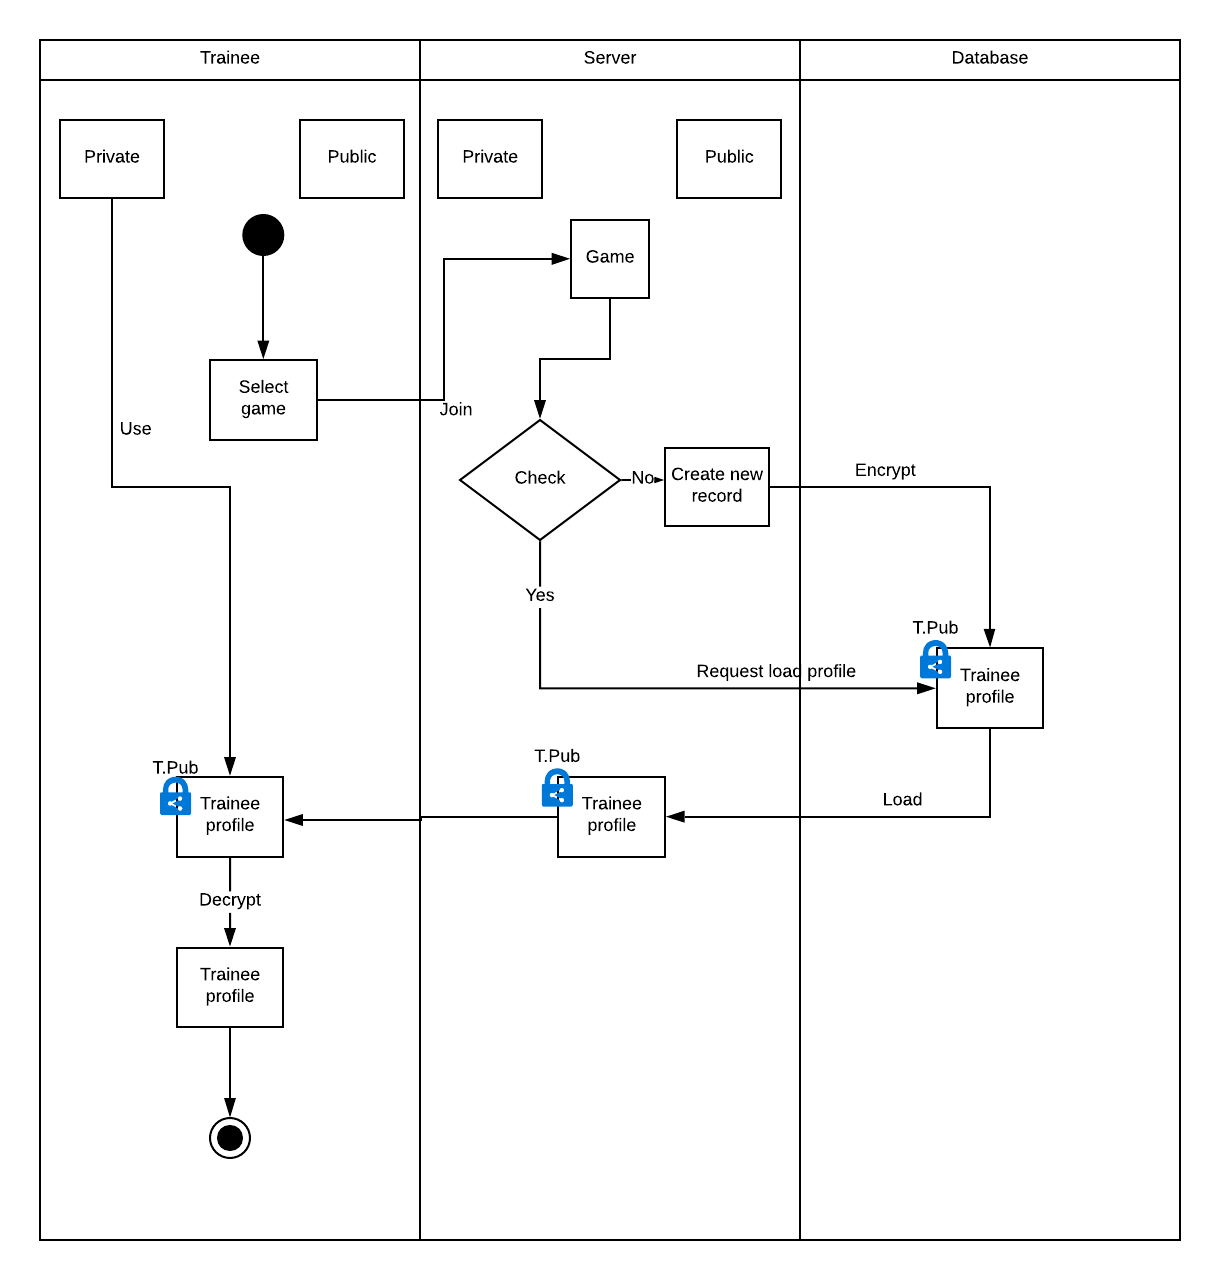 Trainee
Server
Database
Private
Public
Private
Public
Game
Select
game
Join
Use
Check
No
Create new
record
Encrypt
Yes
T.Pub
Request load profile
Trainee
profile
T.Pub
T.Pub
Trainee
profile
Trainee
profile
Load
Decrypt
Trainee
profile